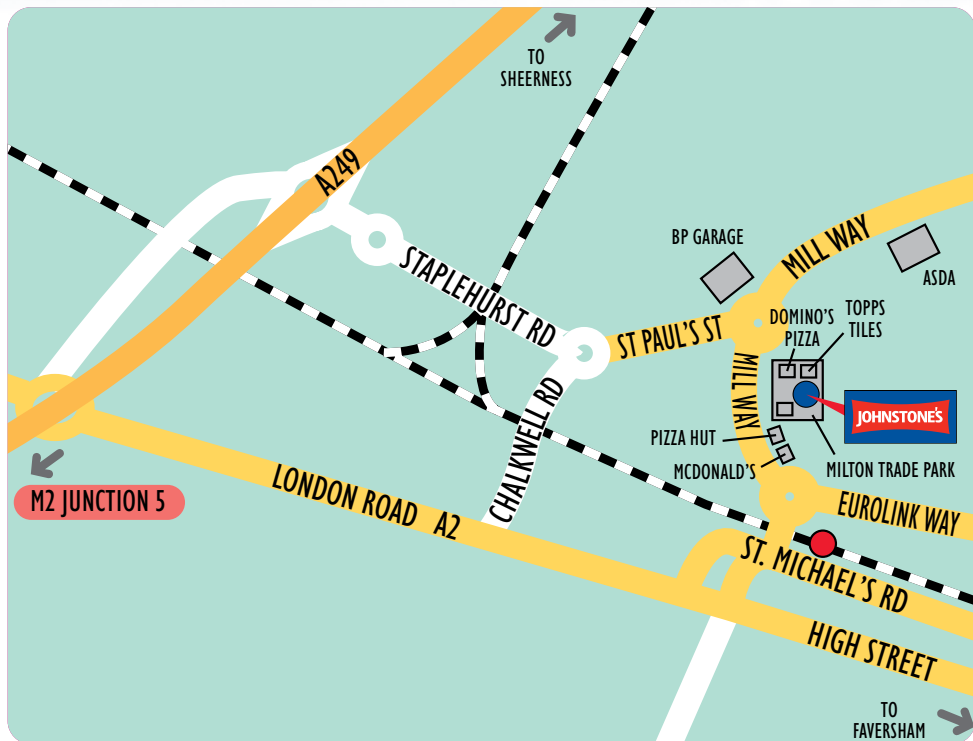 TO
SHEERNESS
A249
MILL WAY
BP GARAGE
ASDA
STAPLEHURST RD
DOMINO'S
PIZZA
TOPPS
TILES
ST PAUL'S ST
MILL WAY
JOHNSTONE'S
CHALKWELL RD
PIZZA HUT
MCDONALD'S
MILTON TRADE PARK
M2 JUNCTION 5
LONDON ROAD A2
EUROLINK WAY
ST. MICHAEL'S RD
HIGH STREET
TO
FAVERSHAM